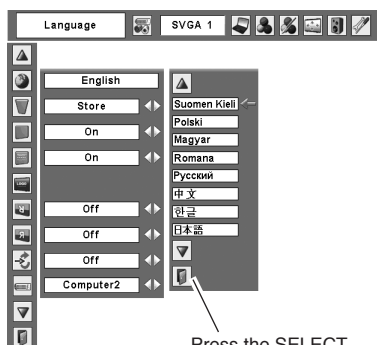 Language
SVGA 1
English
Store
On
On
Off
Off
Off
Computer2
Suomen Kieli
Polski
Magyar
Romana
Русский
中文
한글
日本語
Press the SELECT